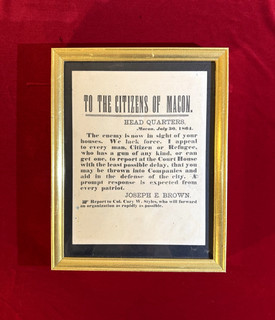 TO THE CITIZENS OF MACON.
HEAD QUARTERS,
Macon, July 30, 1864.
The enemy is now in sight of your
houses. We lack force. I appeal
to every man, Citizen or Refugee,
who has a gun of any kind, or can
get one, to report at the Court House
with the least possible delay, that you
may be thrown into Companies and
aid in the defense of the city. A
prompt response is expected from
every patriot.
JOSEPH E. BROWN.
☞ Report to Col. Cary W. Styles, who will forward
an organization as rapidly as possible.